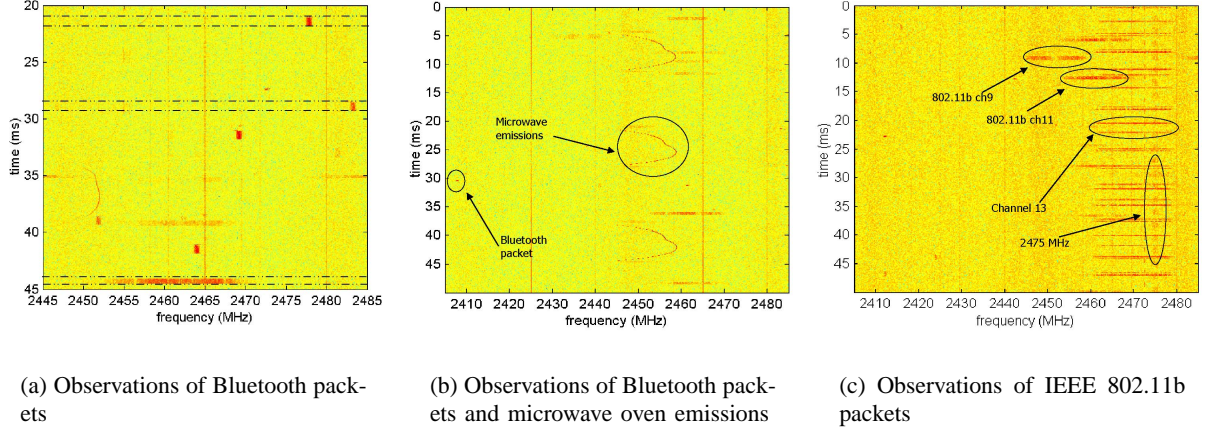 20
25
30
35
40
45
time (ms)
2445
2450
2455
2460
2465
2470
2475
2480
2485
frequency (MHz)
0
5
10
15
20
25
30
35
40
45
time (ms)
Microwave
emissions
Bluetooth
packet
2410
2420
2430
2440
2450
2460
2470
2480
frequency (MHz)
0
5
10
15
20
25
30
35
40
45
50
time (ms)
802.11b ch9
802.11b ch11
Channel 13
2475 MHz
2410
2420
2430
2440
2450
2460
2470
2480
frequency (MHz)
(a) Observations of Bluetooth pack-
ets
(b) Observations of Bluetooth pack-
ets and microwave oven emissions
(c) Observations of IEEE 802.11b
packets